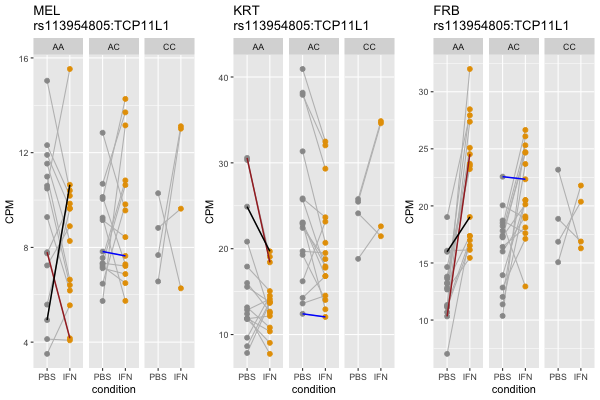 MEL
rs113954805:TCP11L1
AA AC CC
CPM
16
12
8
4
PBS IFN PBS IFN PBS IFN
condition
KRT
rs113954805:TCP11L1
AA AC CC
CPM
40
30
20
10
PBS IFN PBS IFN PBS IFN
condition
FRB
rs113954805:TCP11L1
AA AC CC
CPM
30
25
20
15
10
PBS IFN PBS IFN PBS IFN
condition